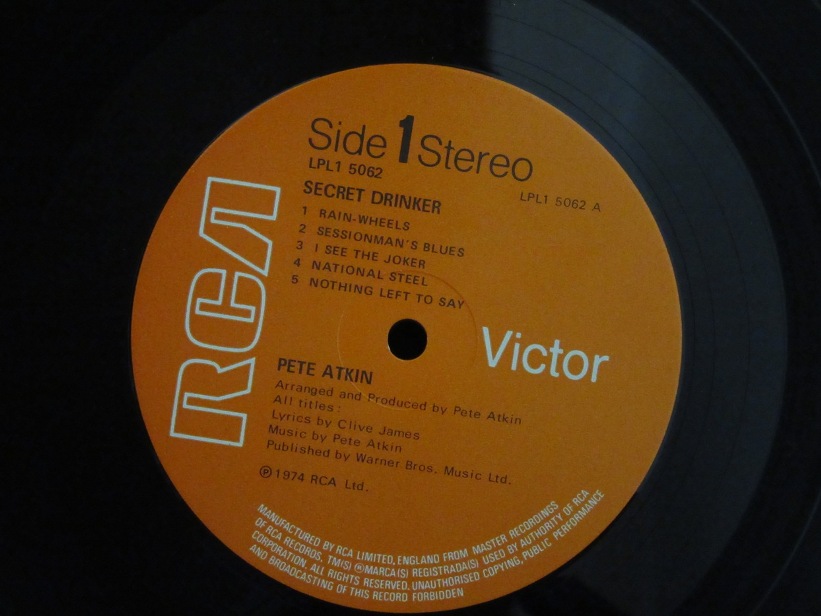 Side 1 Stereo
LPL1 5062
LPL1 5062 A
SECRET DRINKER
1 RAIN-WHEELS
2 SESSIONMAN'S BLUES
3 I SEE THE JOKER
4 NATIONAL STEEL
5 NOTHING LEFT TO SAY
RCA
Victor
PETE ATKIN
Arranged and Produced by Pete Atkin
All titles:
Lyrics by Clive James
Music by Pete Atkin
Published by Warner Bros. Music Ltd.
℗ 1974 RCA Ltd.
MANUFACTURED BY RCA LIMITED, ENGLAND FROM MASTER RECORDINGS
OF RCA RECORDS, TM(S) ® MARCA(S) REGISTRADA(S) USED BY AUTHORITY OF RCA
CORPORATION, ALL RIGHTS RESERVED. UNAUTHORISED COPYING, PUBLIC PERFORMANCE
AND BROADCASTING OF THIS RECORD FORBIDDEN